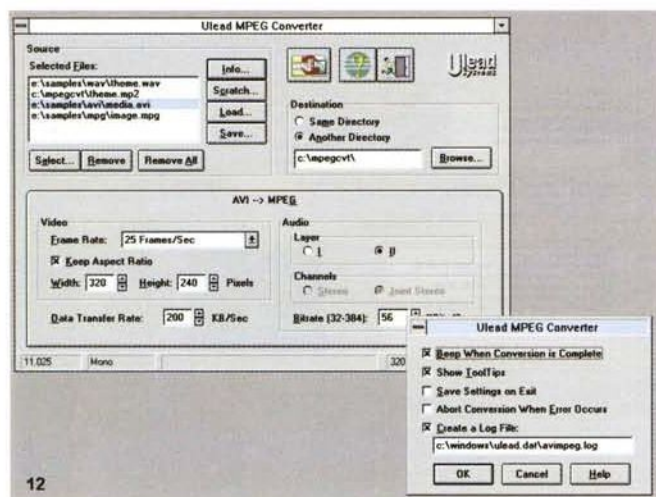 Ulead MPEG Converter
Source
Selected Files:
e:\samples\wav\theme.wav
c:\mpegcvt\theme.mp2
e:\samples\avi\media.avi
e:\samples\mpg\image.mpg
Info...
Scratch...
Load...
Save...
Select...
Remove
Remove All
Ulead
Systems
Destination
Same Directory
Another Directory
c:\mpegcvt\
Browse...
AVI --> MPEG
Video
Frame Rate: 25 Frames/Sec
Keep Aspect Ratio
Width: 320 Height: 240 Pixels
Data Transfer Rate: 200 KB/Sec
Audio
Layer
I II
Channels
Stereo Joint Stereo
Bitrate [32-384]: 56
11.025 Mono 320
Ulead MPEG Converter
Beep When Conversion is Complete
Show ToolTips
Save Settings on Exit
Abort Conversion When Error Occurs
Create a Log File:
c:\windows\ulead.dat\avimpeg.log
OK Cancel Help
12